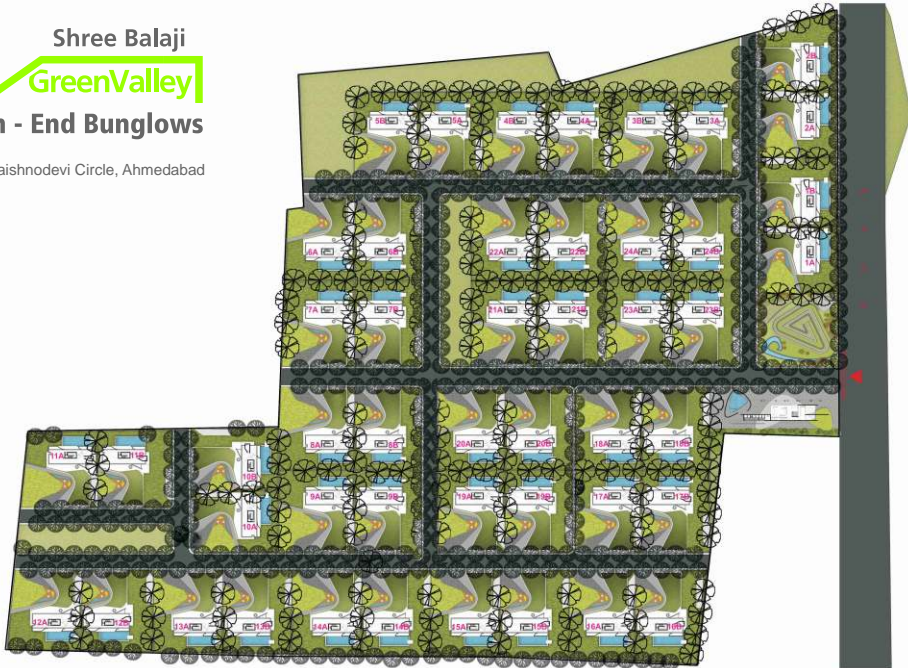 Shree Balaji
GreenValley
n - End Bunglows
aishnodevi Circle, Ahmedabad
2B
2A
1B
1A
5B 5A 4B 4A 3B 3A
6A 6B 22A 22B 24A 24B
7A 7B 21A 21B 23A 23B
8A 8B 20A 20B 18A 18B
11A 11B
10B
9A 9B 19A 19B 17A 17B
10A
12A 12B 13A 13B 14A 14B 15A 15B 16A 16B